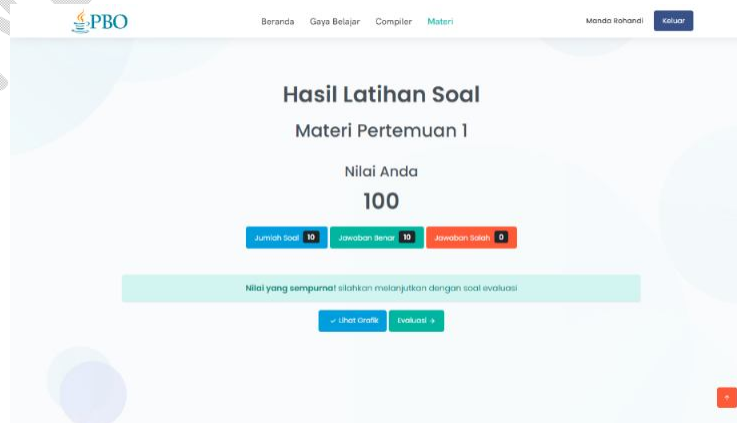 PBO
Beranda Gaya Belajar Compiler Materi
Manda Rohandi Keluar
Hasil Latihan Soal
Materi Pertemuan 1
Nilai Anda
100
Jumlah Soal 10 Jawaban Benar 10 Jawaban Salah 0
Nilai yang sempurna! silahkan melanjutkan dengan soal evaluasi
Lihat Grafik Evaluasi →